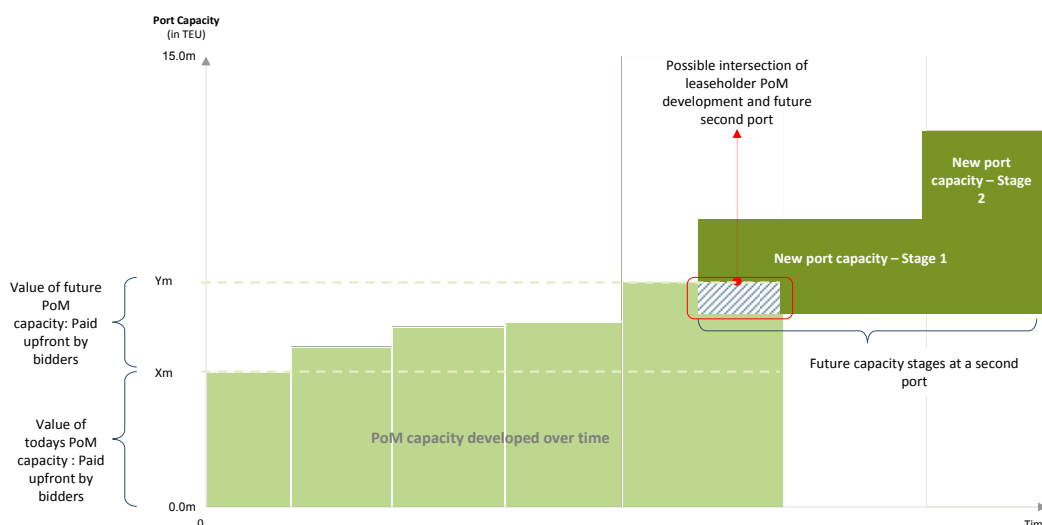 Port Capacity
(in TEU)
15.0m
Possible intersection of
leaseholder PoM
development and future
second port
New port
capacity – Stage
2
New port capacity – Stage 1
Ym
Value of future
PoM
capacity: Paid
upfront by
bidders
Xm
Future capacity stages at a second
port
Value of
todays PoM
capacity : Paid
upfront by
bidders
PoM capacity developed over time
0.0m
0
Tim